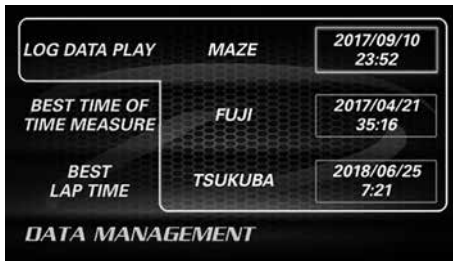 LOG DATA PLAY
MAZE
2017/09/10
23:52
BEST TIME OF
TIME MEASURE
FUJI
2017/04/21
35:16
BEST
LAP TIME
TSUKUBA
2018/06/25
7:21
DATA MANAGEMENT